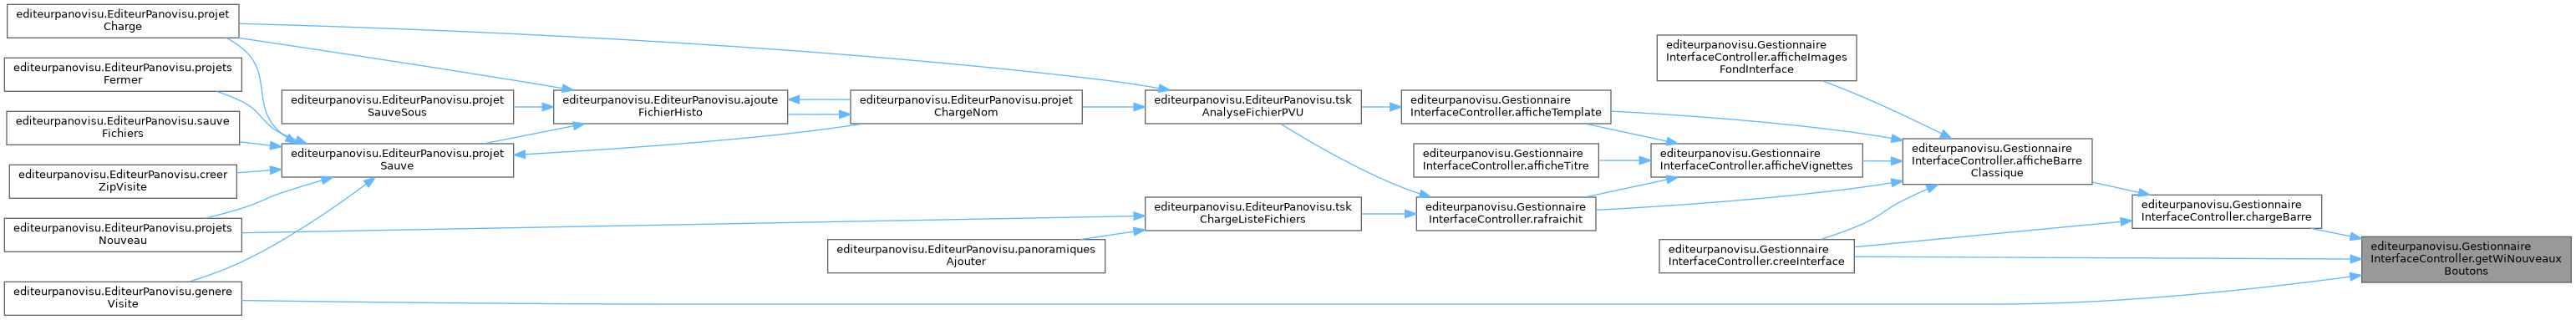 editeurpanovisu.EditeurPanovisu.projet
Charge
editeurpanovisu.EditeurPanovisu.projets
Fermer
editeurpanovisu.EditeurPanovisu.sauve
Fichiers
editeurpanovisu.EditeurPanovisu.creer
ZipVisite
editeurpanovisu.EditeurPanovisu.projets
Nouveau
editeurpanovisu.EditeurPanovisu.genere
Visite
editeurpanovisu.EditeurPanovisu.projet
SauveSous
editeurpanovisu.EditeurPanovisu.projet
Sauve
editeurpanovisu.EditeurPanovisu.ajoute
FichierHisto
editeurpanovisu.EditeurPanovisu.projet
ChargeNom
editeurpanovisu.EditeurPanovisu.panoramiques
Ajouter
editeurpanovisu.EditeurPanovisu.tsk
AnalyseFichierPVU
editeurpanovisu.EditeurPanovisu.tsk
ChargeListeFichiers
editeurpanovisu.Gestionnaire
InterfaceController.afficheTemplate
editeurpanovisu.Gestionnaire
InterfaceController.afficheTitre
editeurpanovisu.Gestionnaire
InterfaceController.rafraichit
editeurpanovisu.Gestionnaire
InterfaceController.afficheImages
FondInterface
editeurpanovisu.Gestionnaire
InterfaceController.afficheVignettes
editeurpanovisu.Gestionnaire
InterfaceController.creeInterface
editeurpanovisu.Gestionnaire
InterfaceController.afficheBarre
Classique
editeurpanovisu.Gestionnaire
InterfaceController.chargeBarre
editeurpanovisu.Gestionnaire
InterfaceController.getWiNouveaux
Boutons